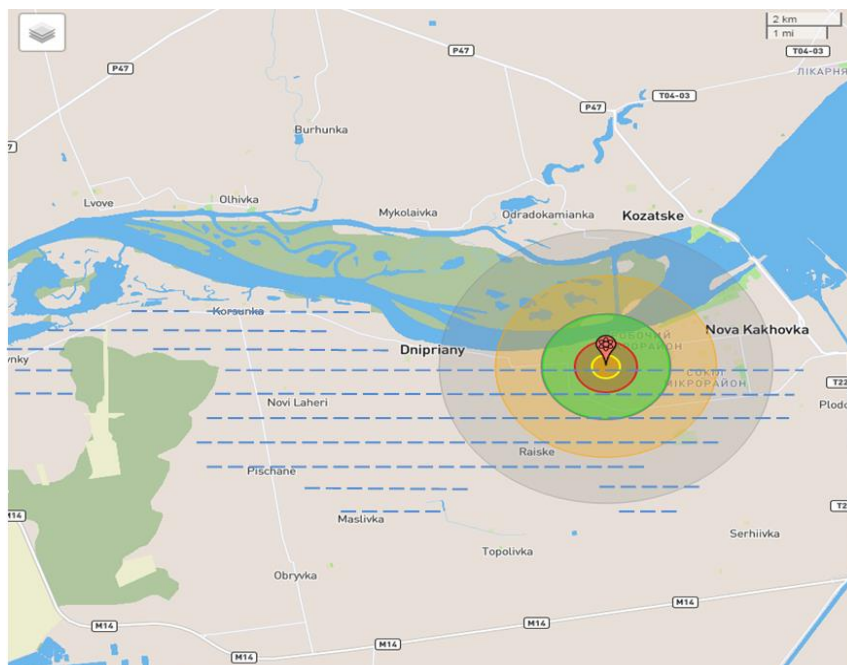 2 km
1 mi
T04-03
ЛІКАРНЯ
P47
P47
T04-03
P47
Burhunka
Lvove
Olhivka
Mykolaivka
Odradokamianka
Kozatske
Korsunka
Nova Kakhovka
Dnipriany
СОКІЛ
МІКРОРАЙОН
T22
Novi Laheri
Raiske
Pischane
M14
Maslivka
Serhiivka
Topolivka
Obryvka
M14
M14
M14
M14